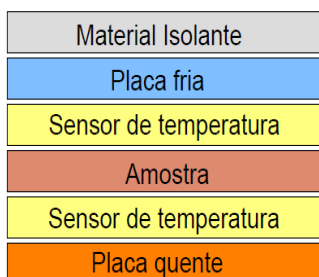 Material Isolante
Placa fria
Sensor de temperatura
Amostra
Sensor de temperatura
Placa quente